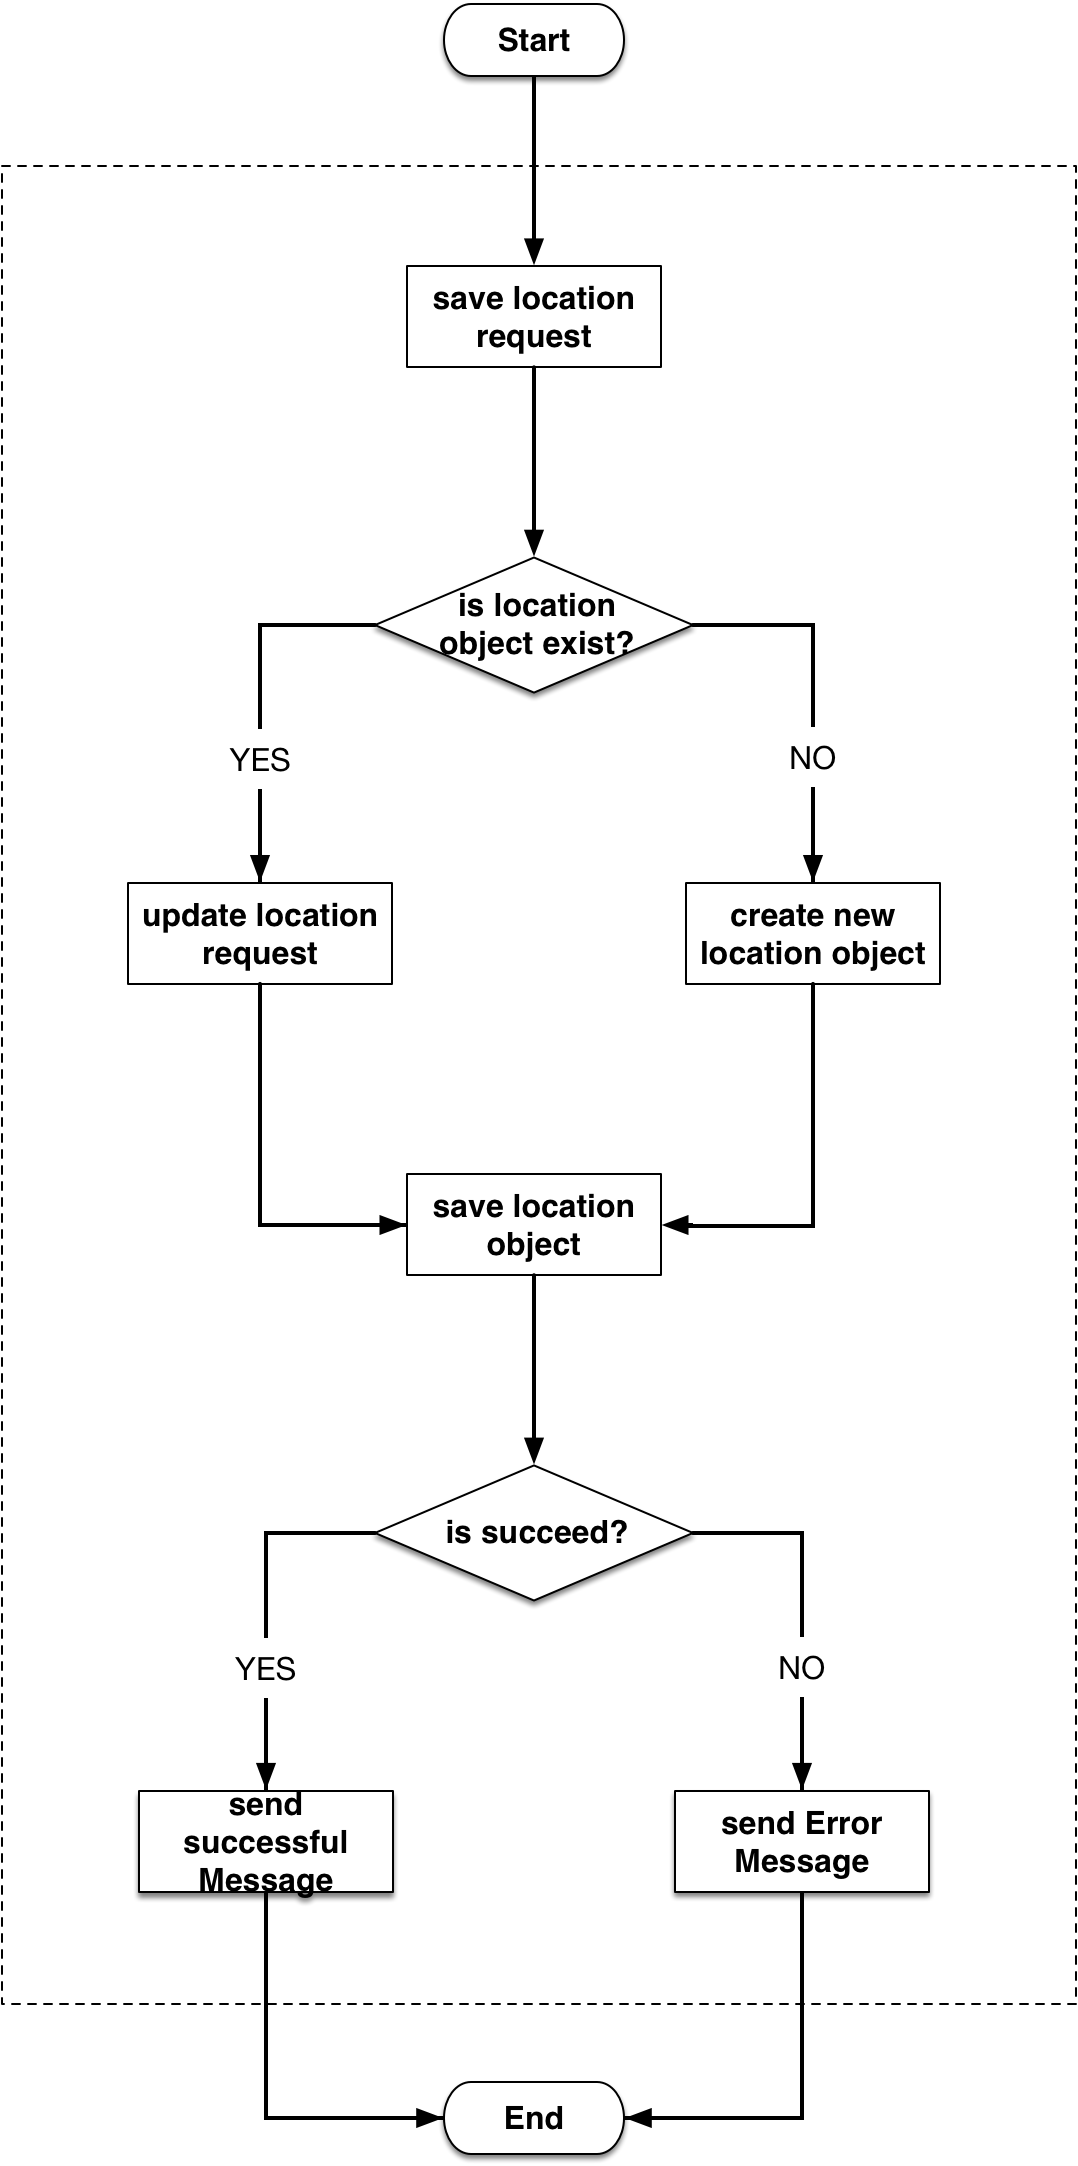 Start
save location
request
is location
object exist?
YES
NO
update location
request
create new
location object
save location
object
is succeed?
YES
NO
send
successful
Message
send Error
Message
End